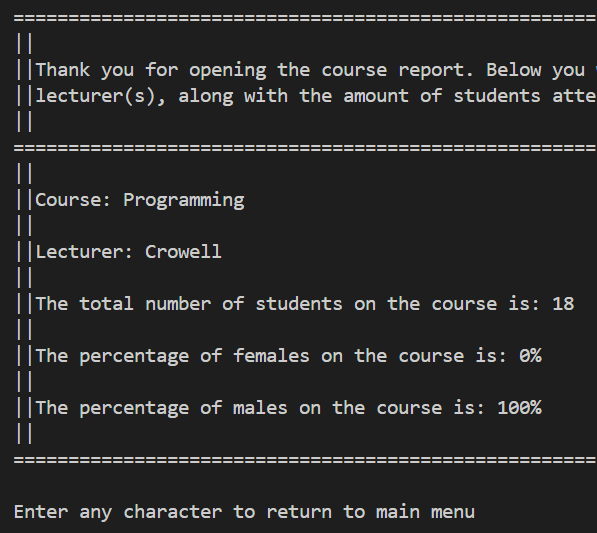 =====================================================
||
||Thank you for opening the course report. Below you
||lecturer(s), along with the amount of students atte
||
=====================================================
||
||Course: Programming
||
||Lecturer: Crowell
||
||The total number of students on the course is: 18
||
||The percentage of females on the course is: 0%
||
||The percentage of males on the course is: 100%
||
=====================================================
Enter any character to return to main menu